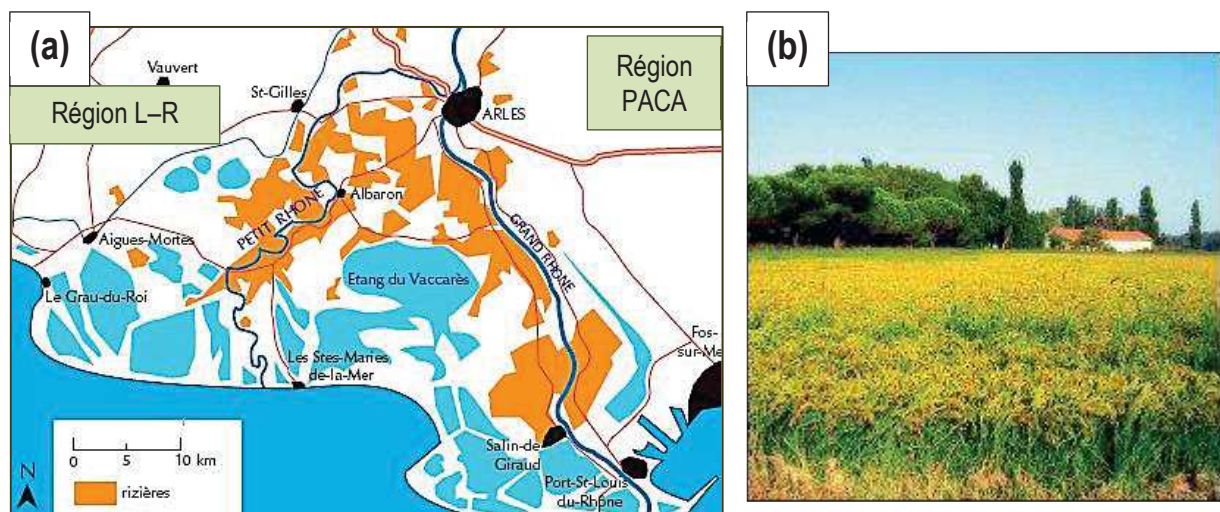 (a)
Vauvert
Région L–R
St-Gilles
Région
PACA
ARLES
Albaron
PETIT RHONE
GRAND RHONE
Aigues-Mortes
Etang du Vaccarès
Le Grau-du-Roi
Fos-
sur-Me
Les Stes-Maries
de-la-Mer
Salin-de
Giraud
Port-St-Louis
du-Rhône
0 5 10 km
N
rizières
(b)